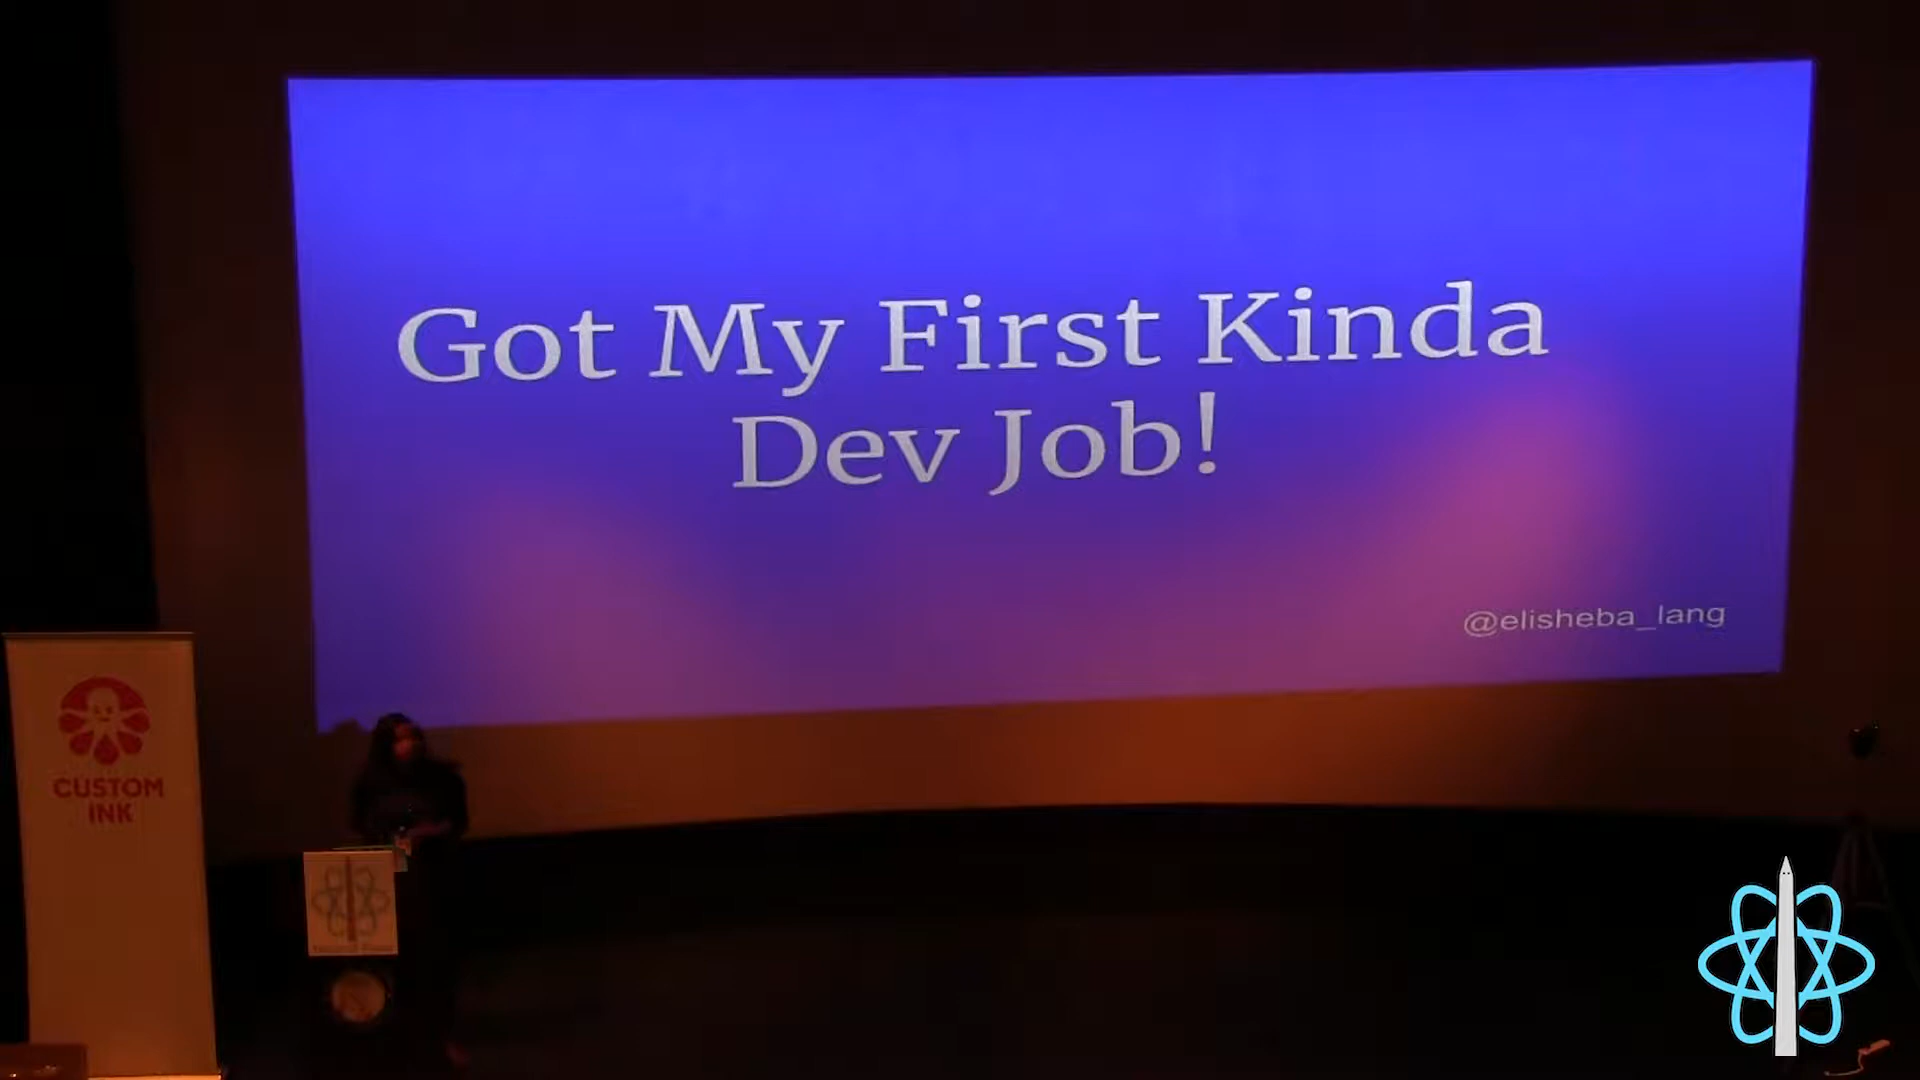 Got My First Kinda
Dev Job!
@elisheba_lang
CUSTOM
INK